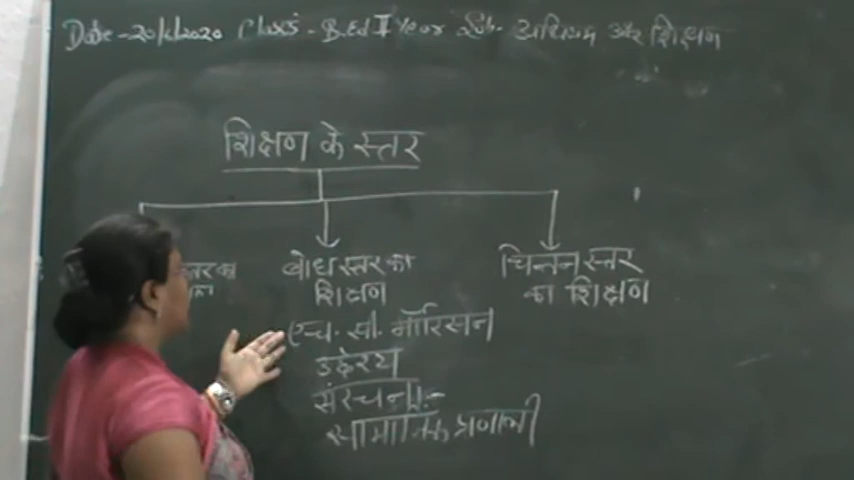 Date - 20/6/2020 Class - B.Ed I Year Sub- अधिगम और शिक्षण
शिक्षण के स्तर
स्तर का बोध स्तर का चिन्तन स्तर
शिक्षण का शिक्षण
एच. सी. मॉरिसन
उद्देश्य
संरचना:-
सामाजिक प्रणाली